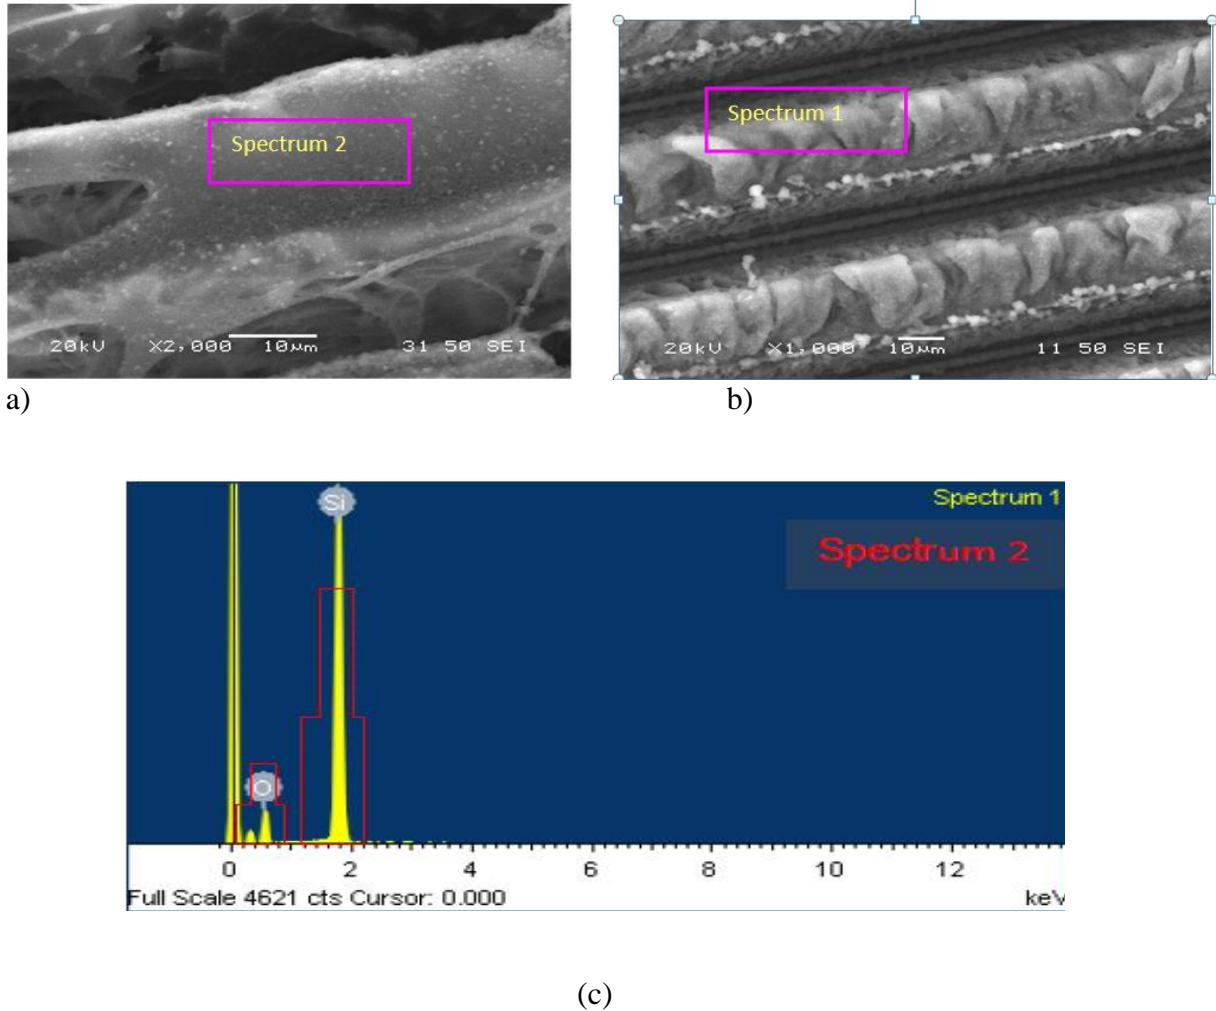 Spectrum 2
20kV X2,000 10µm 31 50 SEI
Spectrum 1
20kV X1,000 10µm 11 50 SEI
a)
b)
Si
Spectrum 1
Spectrum 2
O
0 2 4 6 8 10 12
Full Scale 4621 cts Cursor: 0.000
keV
(c)